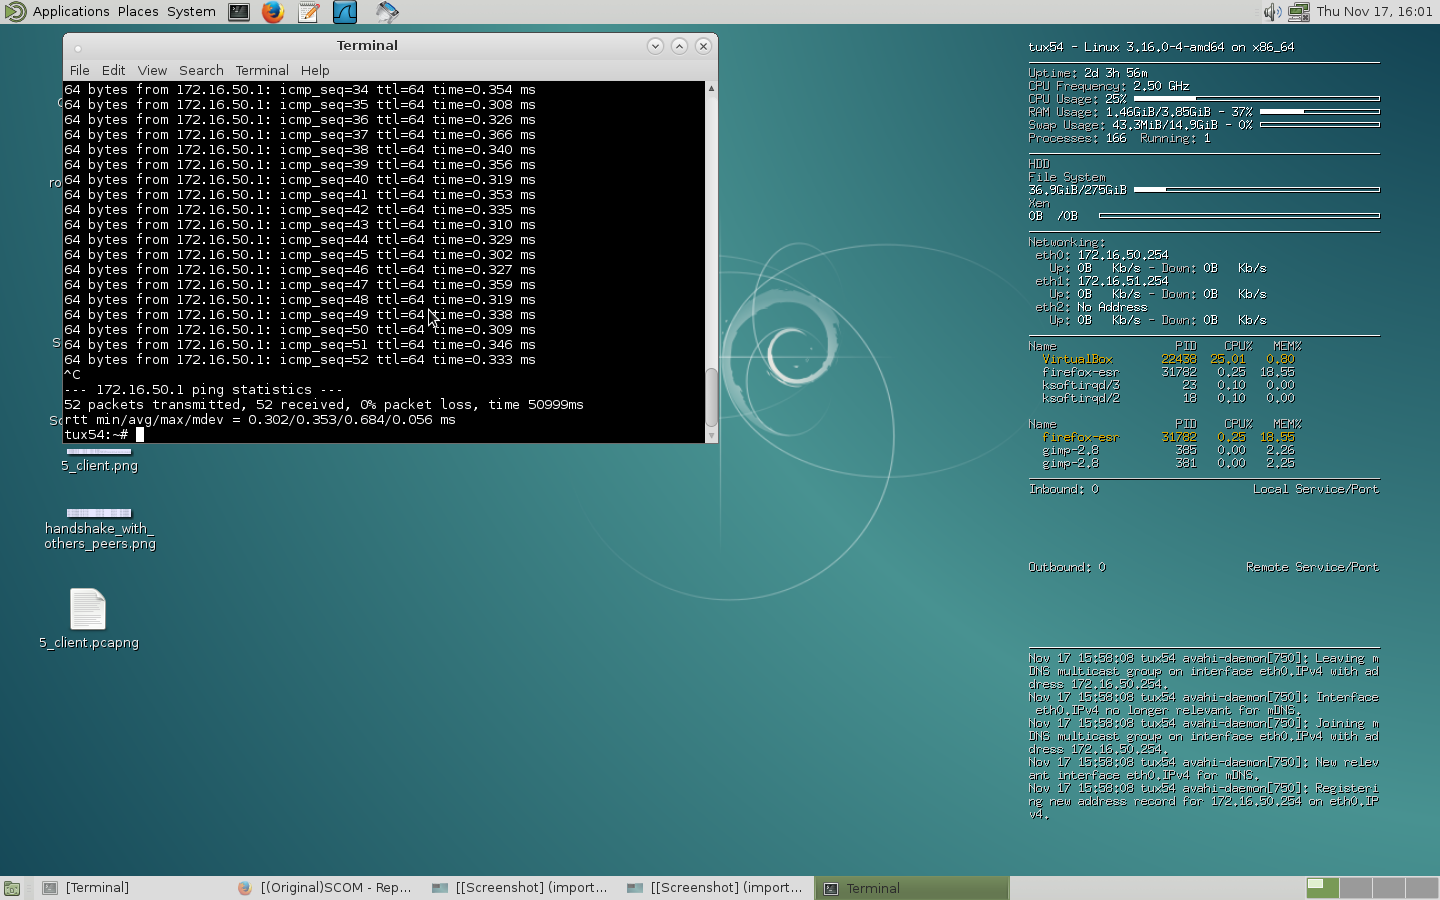 Applications Places System
Thu Nov 17, 16:01
Terminal
File Edit View Search Terminal Help
64 bytes from 172.16.50.1: icmp_seq=34 ttl=64 time=0.354 ms
64 bytes from 172.16.50.1: icmp_seq=35 ttl=64 time=0.308 ms
64 bytes from 172.16.50.1: icmp_seq=36 ttl=64 time=0.326 ms
64 bytes from 172.16.50.1: icmp_seq=37 ttl=64 time=0.366 ms
64 bytes from 172.16.50.1: icmp_seq=38 ttl=64 time=0.340 ms
64 bytes from 172.16.50.1: icmp_seq=39 ttl=64 time=0.356 ms
64 bytes from 172.16.50.1: icmp_seq=40 ttl=64 time=0.319 ms
64 bytes from 172.16.50.1: icmp_seq=41 ttl=64 time=0.353 ms
64 bytes from 172.16.50.1: icmp_seq=42 ttl=64 time=0.335 ms
64 bytes from 172.16.50.1: icmp_seq=43 ttl=64 time=0.310 ms
64 bytes from 172.16.50.1: icmp_seq=44 ttl=64 time=0.329 ms
64 bytes from 172.16.50.1: icmp_seq=45 ttl=64 time=0.302 ms
64 bytes from 172.16.50.1: icmp_seq=46 ttl=64 time=0.327 ms
64 bytes from 172.16.50.1: icmp_seq=47 ttl=64 time=0.359 ms
64 bytes from 172.16.50.1: icmp_seq=48 ttl=64 time=0.319 ms
64 bytes from 172.16.50.1: icmp_seq=49 ttl=64 time=0.338 ms
64 bytes from 172.16.50.1: icmp_seq=50 ttl=64 time=0.309 ms
64 bytes from 172.16.50.1: icmp_seq=51 ttl=64 time=0.346 ms
64 bytes from 172.16.50.1: icmp_seq=52 ttl=64 time=0.333 ms
^C
--- 172.16.50.1 ping statistics ---
52 packets transmitted, 52 received, 0% packet loss, time 50999ms
rtt min/avg/max/mdev = 0.302/0.353/0.684/0.056 ms
tux54:~#
5_client.png
handshake_with_
others_peers.png
5_client.pcapng
tux54 - Linux 3.16.0-4-amd64 on x86_64
Uptime: 2d 3h 56m
CPU Frequency: 2.50 GHz
CPU Usage: 25%
RAM Usage: 1.46GiB/3.85GiB - 37%
Swap Usage: 43.3MiB/14.9GiB - 0%
Processes: 166 Running: 1
HDD
File System
36.9GiB/275GiB
Xen
0B /0B
Networking:
eth0: 172.16.50.254
Up: 0B Kb/s - Down: 0B Kb/s
eth1: 172.16.51.254
Up: 0B Kb/s - Down: 0B Kb/s
eth2: No Address
Up: 0B Kb/s - Down: 0B Kb/s
Name PID CPU% MEM%
VirtualBox 22438 25.01 0.80
firefox-esr 31782 0.25 18.55
ksoftirqd/3 23 0.10 0.00
ksoftirqd/2 18 0.10 0.00
Name PID CPU% MEM%
firefox-esr 31782 0.25 18.55
gimp-2.8 385 0.00 2.26
gimp-2.8 381 0.00 2.25
Inbound: 0 Local Service/Port
Outbound: 0 Remote Service/Port
Nov 17 15:58:08 tux54 avahi-daemon[750]: Leaving m
DNS multicast group on interface eth0.IPv4 with ad
dress 172.16.50.254.
Nov 17 15:58:08 tux54 avahi-daemon[750]: Interface
eth0.IPv4 no longer relevant for mDNS.
Nov 17 15:58:08 tux54 avahi-daemon[750]: Joining m
DNS multicast group on interface eth0.IPv4 with ad
dress 172.16.50.254.
Nov 17 15:58:08 tux54 avahi-daemon[750]: New relev
ant interface eth0.IPv4 for mDNS.
Nov 17 15:58:08 tux54 avahi-daemon[750]: Registeri
ng new address record for 172.16.50.254 on eth0.IP
v4.
[Terminal]
[(Original)SCOM - Rep...
[[Screenshot] (import...
[[Screenshot] (import...
Terminal